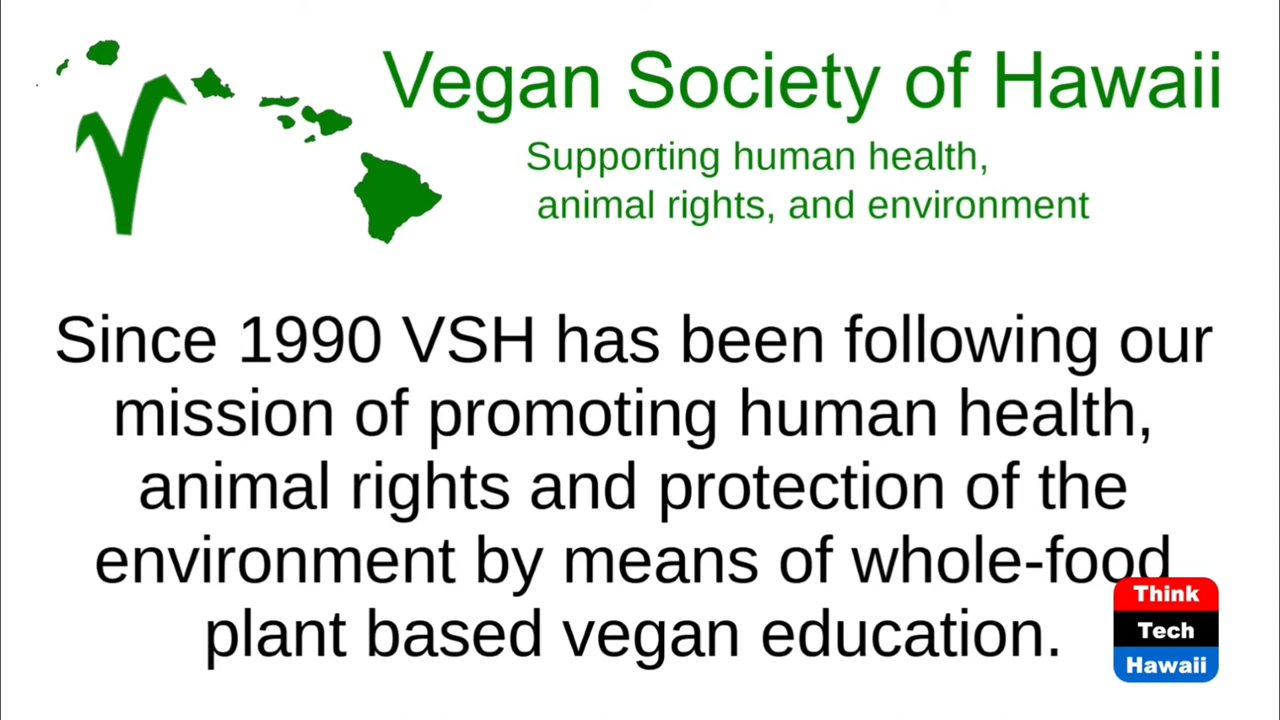 Vegan Society of Hawaii
Supporting human health,
animal rights, and environment
Since 1990 VSH has been following our
mission of promoting human health,
animal rights and protection of the
environment by means of whole-food
plant based vegan education.
Think
Tech
Hawaii